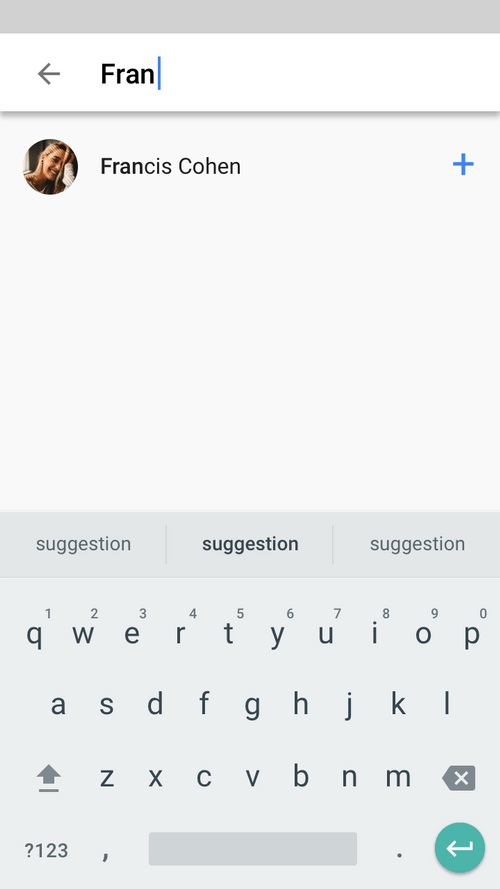 Fran
Francis Cohen
suggestion suggestion suggestion
1 2 3 4 5 6 7 8 9 0
q w e r t y u i o p
a s d f g h j k l
z x c v b n m
?123 , .